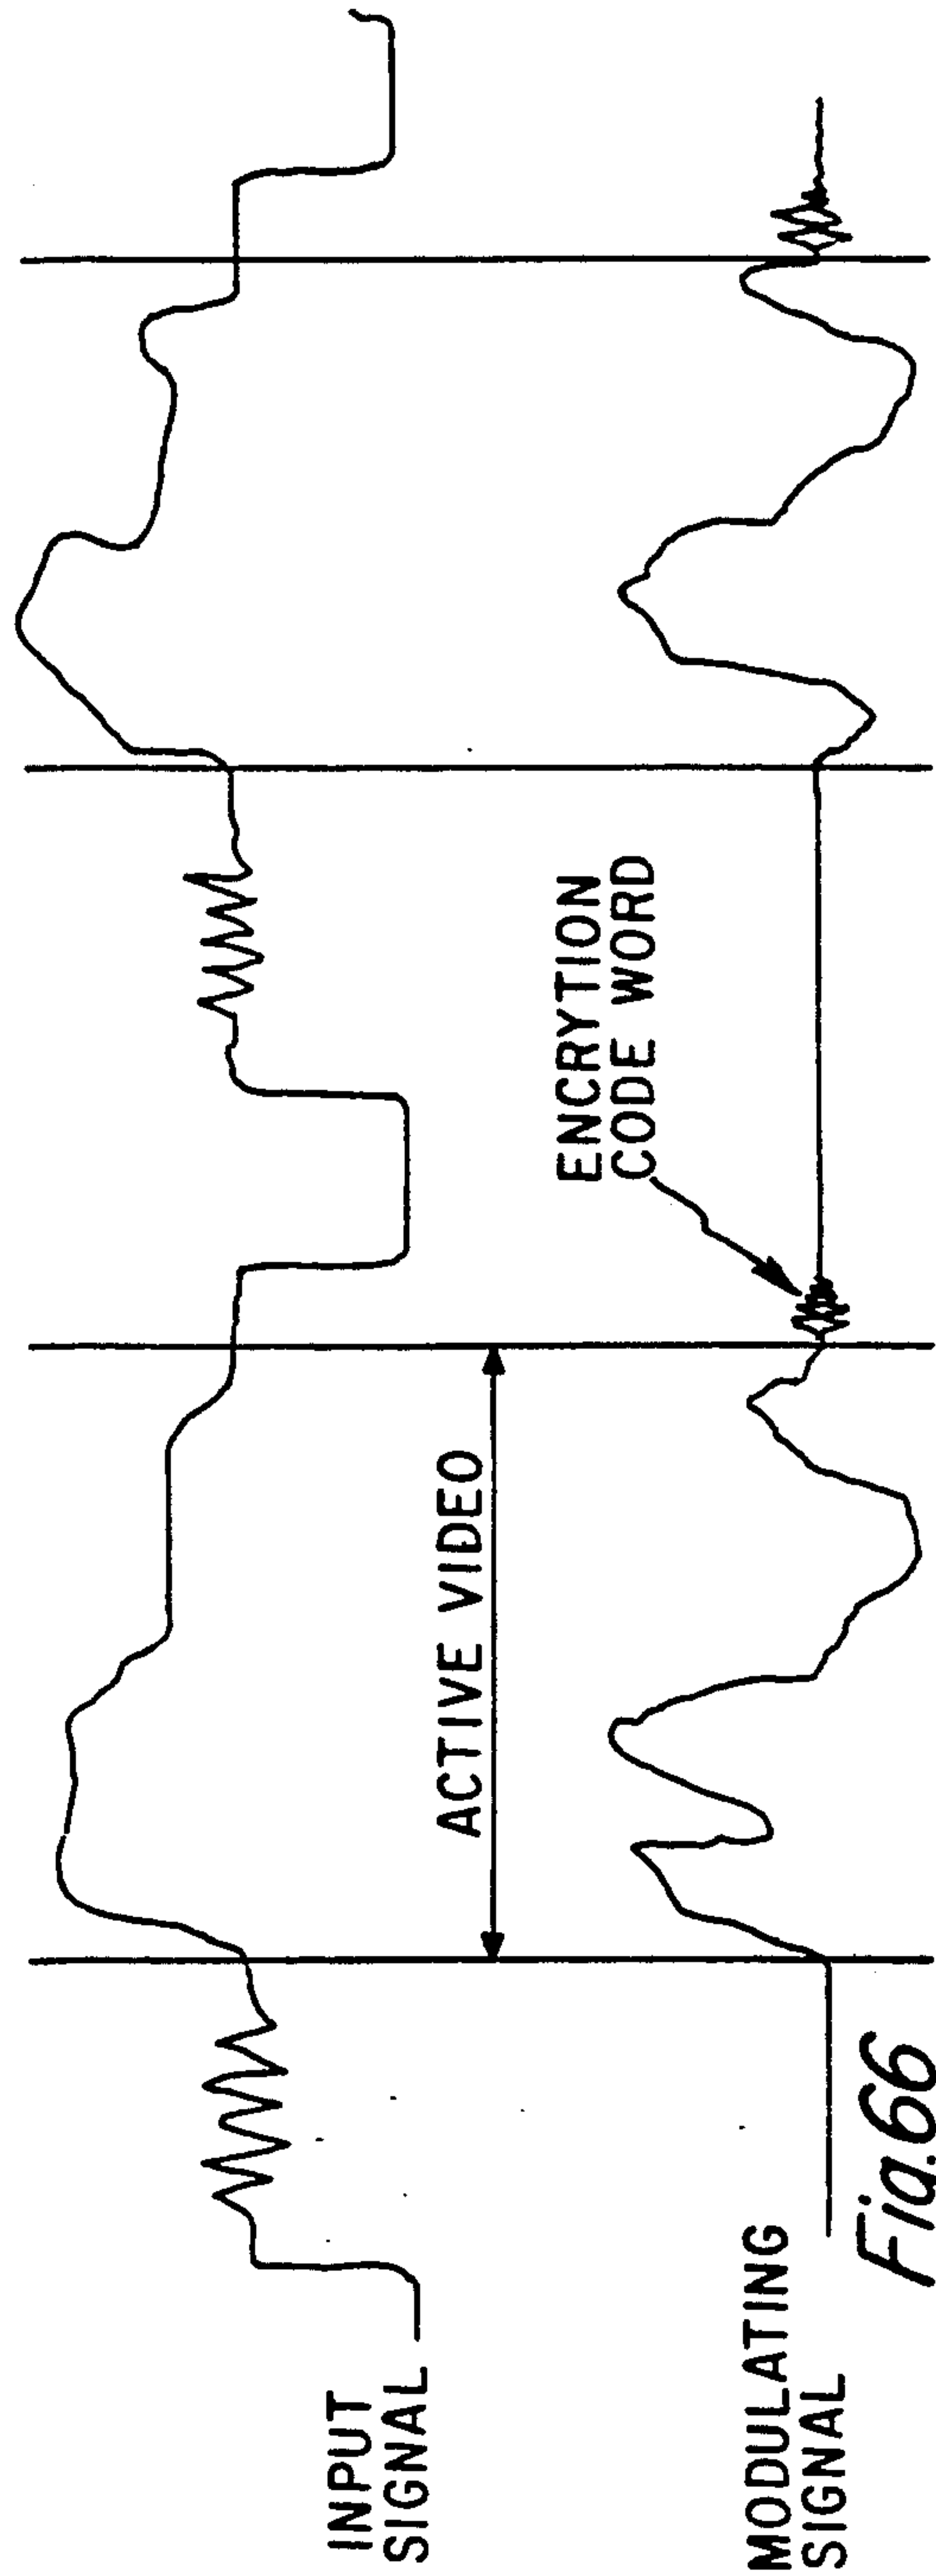 INPUT
SIGNAL
ACTIVE VIDEO
ENCRYTION
CODE WORD
MODULATING
SIGNAL
Fig.66